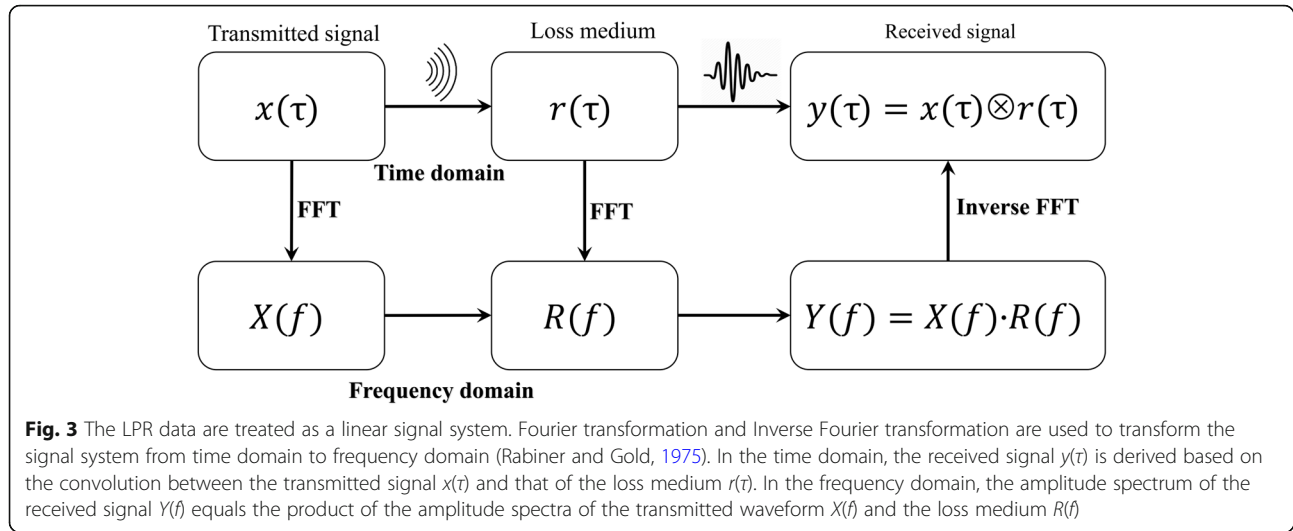 Transmitted signal
Loss medium
Received signal
x(τ)
r(τ)
y(τ) = x(τ)⊗r(τ)
Time domain
FFT
FFT
Inverse FFT
X(f)
R(f)
Y(f) = X(f)·R(f)
Frequency domain
Fig. 3 The LPR data are treated as a linear signal system. Fourier transformation and Inverse Fourier transformation are used to transform the
signal system from time domain to frequency domain (Rabiner and Gold, 1975). In the time domain, the received signal y(τ) is derived based on
the convolution between the transmitted signal x(τ) and that of the loss medium r(τ). In the frequency domain, the amplitude spectrum of the
received signal Y(f) equals the product of the amplitude spectra of the transmitted waveform X(f) and the loss medium R(f)